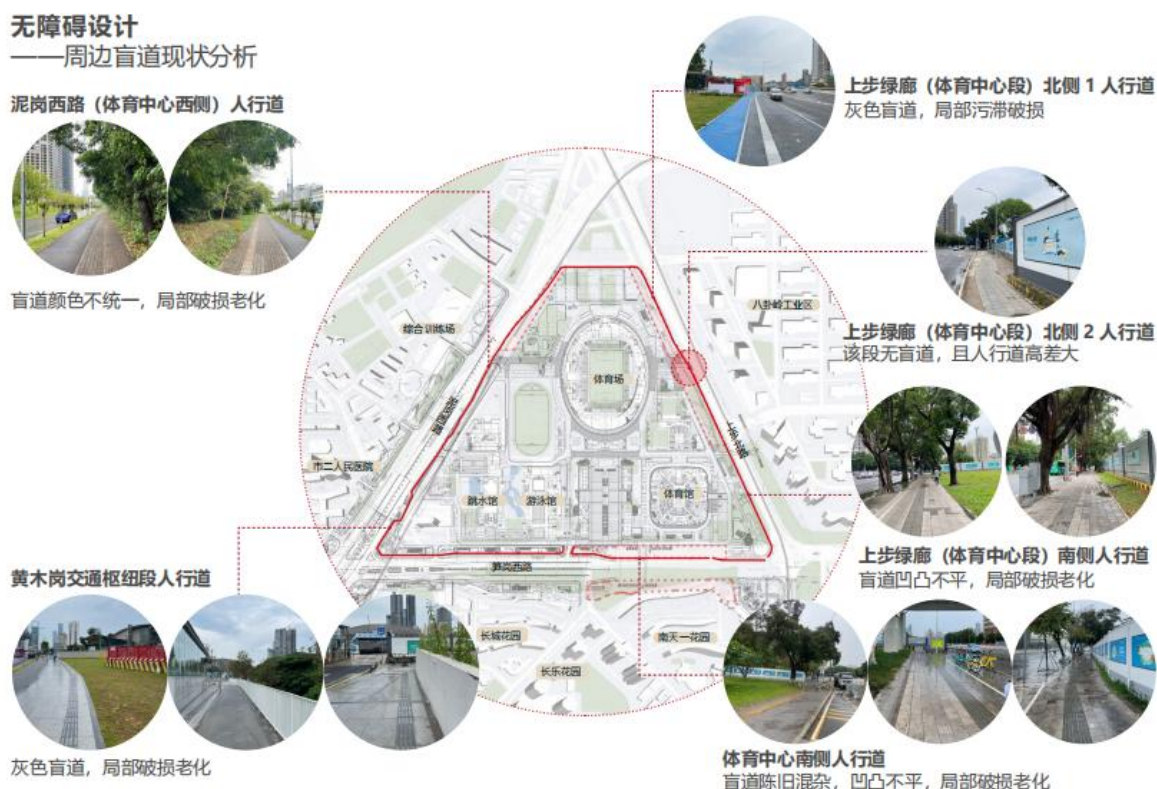 无障碍设计
——周边盲道现状分析
泥岗西路（体育中心西侧）人行道
盲道颜色不统一，局部破损老化
上步绿廊（体育中心段）北侧 1 人行道
灰色盲道，局部污滞破损
上步绿廊（体育中心段）北侧 2 人行道
该段无盲道，且人行道高差大
八卦岭工业区
综合训练场
体育场
市二人民医院
跳水馆
游泳馆
体育馆
上步绿廊（体育中心段）南侧人行道
盲道凹凸不平，局部破损老化
笋岗西路
黄木岗交通枢纽段人行道
灰色盲道，局部破损老化
长城花园
南天一花园
长乐花园
体育中心南侧人行道
盲道陈旧混杂，凹凸不平，局部破损老化